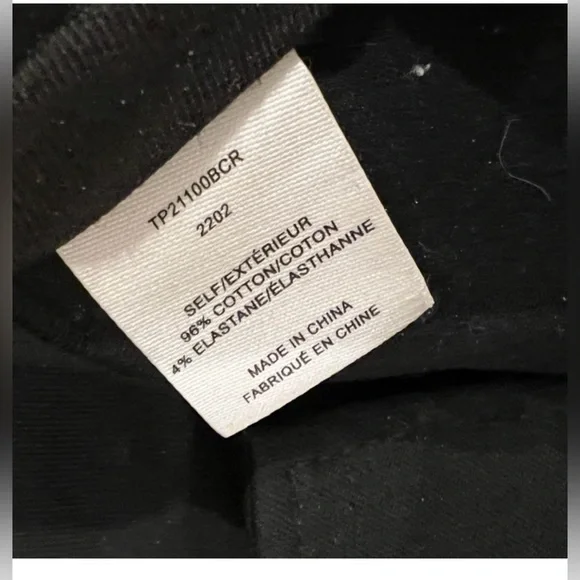 TP21100BCR
2202
SELF/EXTÉRIEUR
96% COTTON/COTON
4% ELASTANE/ÉLASTHANNE
MADE IN CHINA
FABRIQUÉ EN CHINE